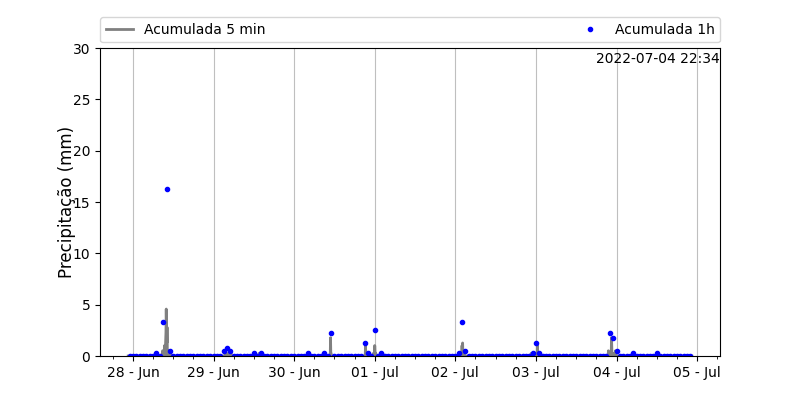 Acumulada 5 min
Acumulada 1h
2022-07-04 22:34
Precipitação (mm)
30
25
20
15
10
5
0
28 - Jun
29 - Jun
30 - Jun
01 - Jul
02 - Jul
03 - Jul
04 - Jul
05 - Jul